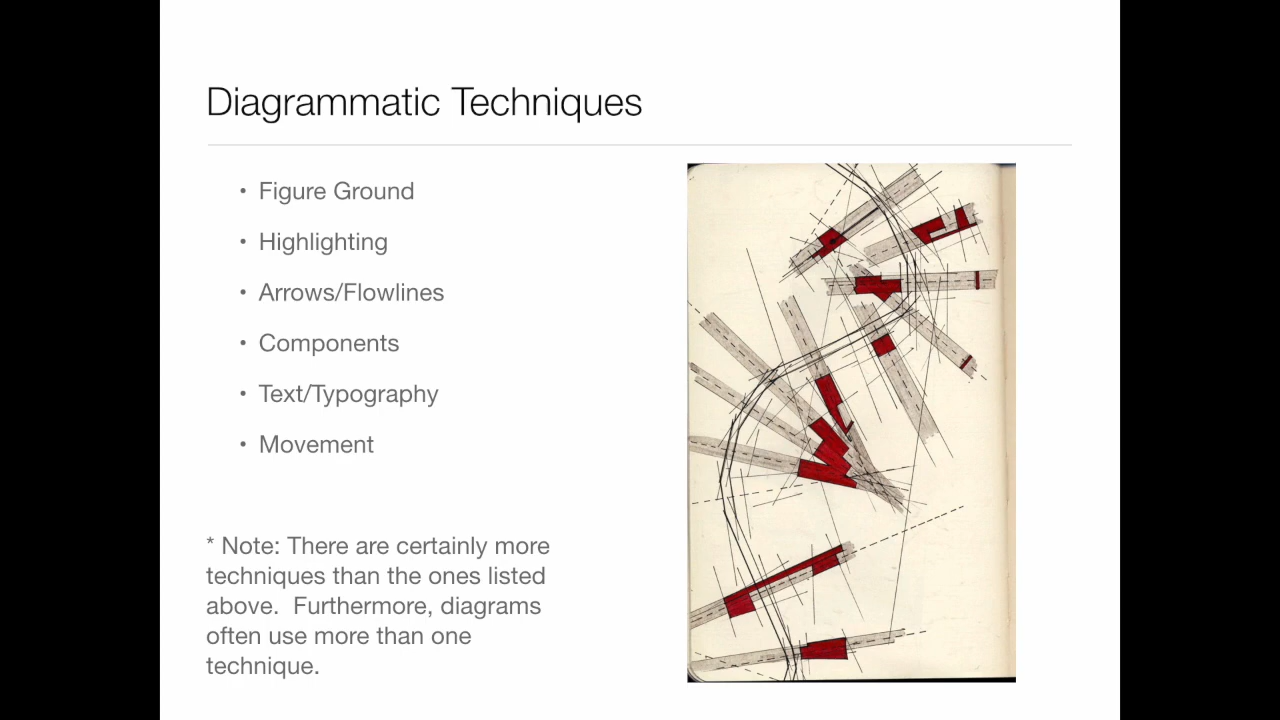 Diagrammatic Techniques
• Figure Ground
• Highlighting
• Arrows/Flowlines
• Components
• Text/Typography
• Movement
* Note: There are certainly more
techniques than the ones listed
above.  Furthermore, diagrams
often use more than one
technique.